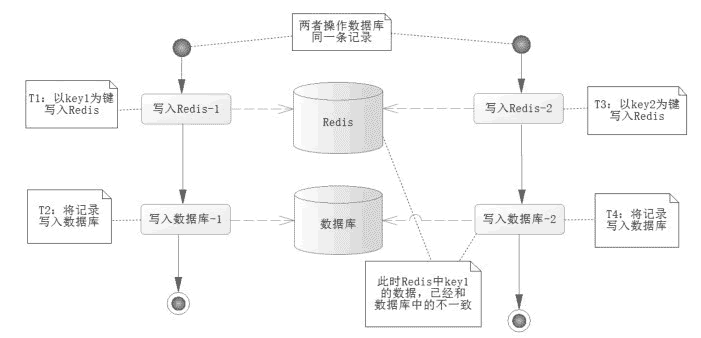 两者操作数据库
同一条记录
T1：以key1为键
写入Redis
写入Redis-1
Redis
写入Redis-2
T3：以key2为键
写入Redis
T2：将记录
写入数据库
写入数据库-1
数据库
写入数据库-2
T4：将记录
写入数据库
此时Redis中key1
的数据，己经和
数据库中的不一致